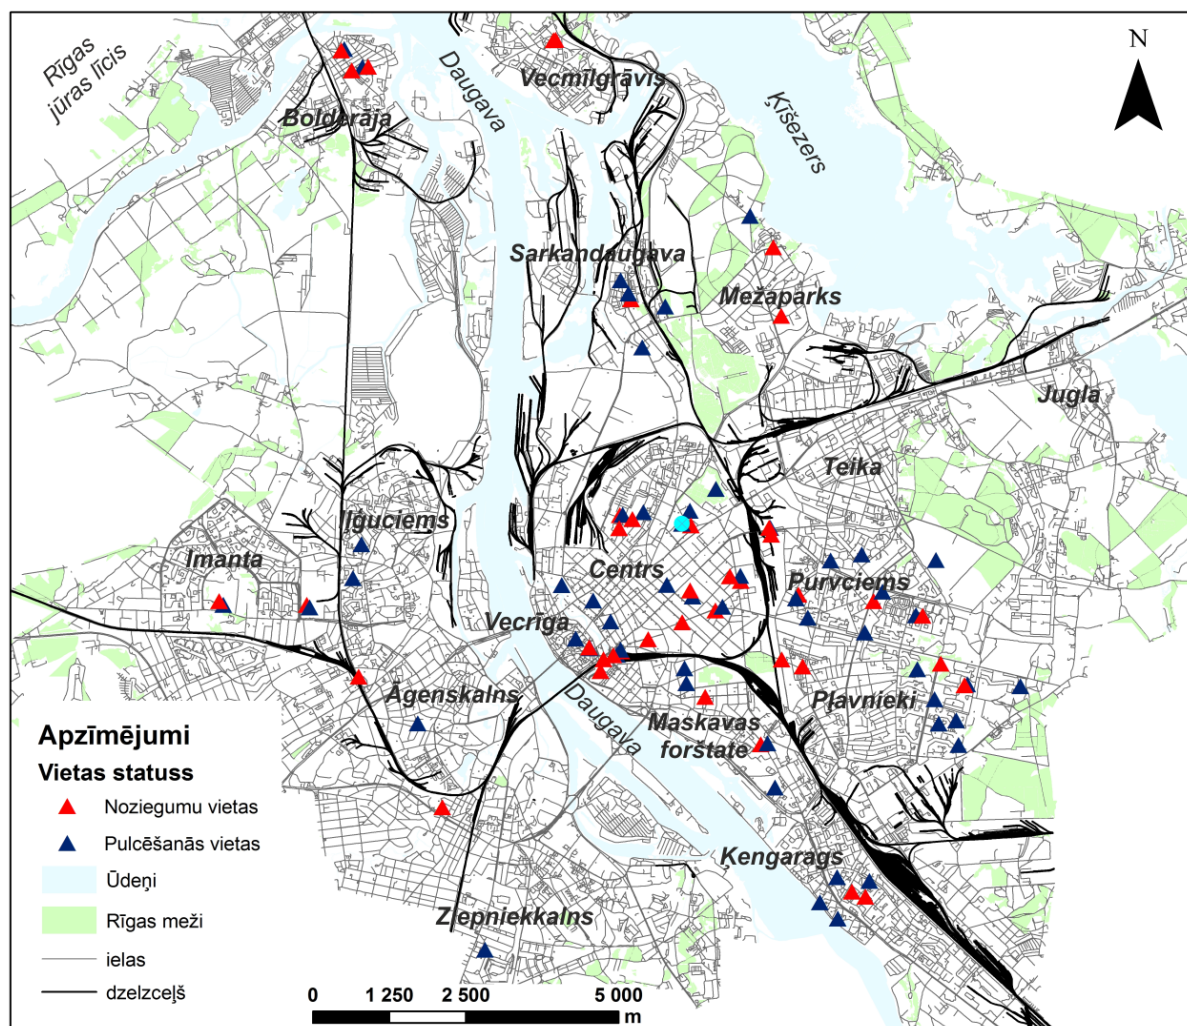 Rīgas
jūras līcis
Daugava
Vecmīlgrāvis
Ķīšezers
N
Bolderāja
Sarkandaugava
Mežaparks
Jugla
Teika
Iļģuciems
Imanta
Centrs
Purvciems
Vecrīga
Āgenskalns
Daugava
Maskavas
forštate
Pļavnieki
Ķengarags
Ziepniekkalns
Apzīmējumi
Vietas statuss
Noziegumu vietas
Pulcēšanās vietas
Ūdeņi
Rīgas meži
ielas
dzelzceļš
0 1 250 2 500 5 000
m